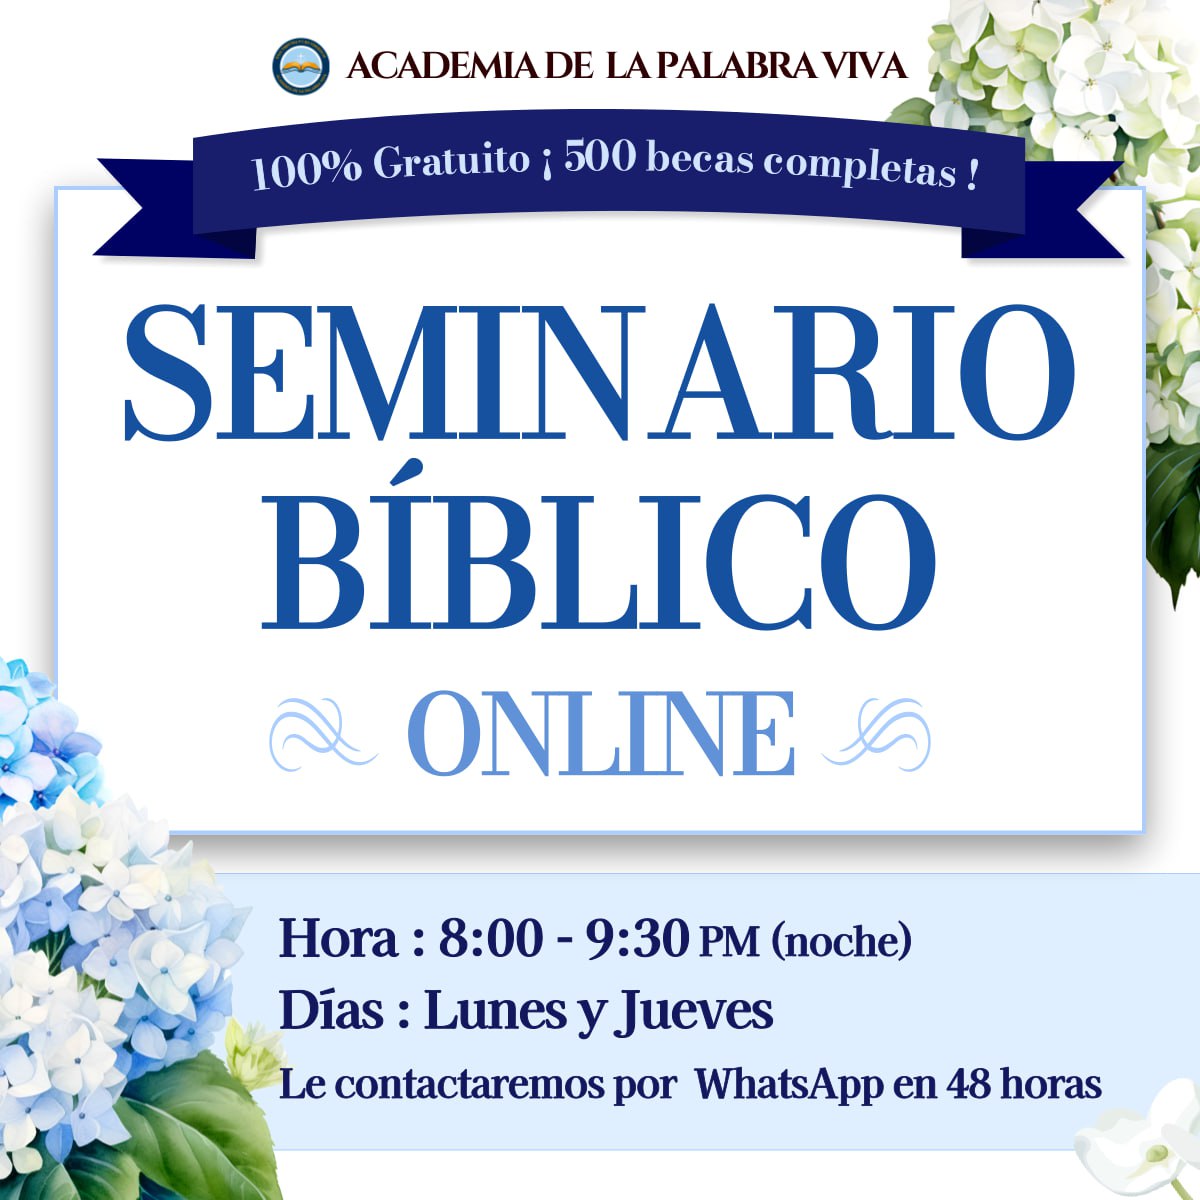 ACADEMIA DE LA PALABRA VIVA
100% Gratuito ¡ 500 becas completas !
SEMINARIO
BÍBLICO
ONLINE
Hora : 8:00 - 9:30 PM (noche)
Días : Lunes y Jueves
Le contactaremos por WhatsApp en 48 horas